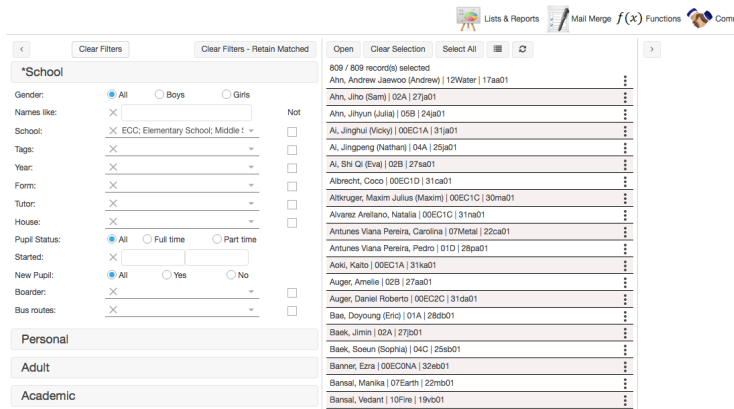 Lists & Reports Mail Merge f(x) Functions Com
Clear Filters Clear Filters - Retain Matched
*School
Gender: All Boys Girls
Names like: Not
School: ECC; Elementary School; Middle S
Tags:
Year:
Form:
Tutor:
House:
Pupil Status: All Full time Part time
Started:
New Pupil: All Yes No
Boarder:
Bus routes:
Personal
Adult
Academic
Open Clear Selection Select All
809 / 809 record(s) selected
Ahn, Andrew Jaewoo (Andrew) | 12Water | 17aa01
Ahn, Jiho (Sam) | 02A | 27ja01
Ahn, Jihyun (Julia) | 05B | 24ja01
Ai, Jinghui (Vicky) | 00EC1A | 31ja01
Ai, Jingpeng (Nathan) | 04A | 25ja01
Ai, Shi Qi (Eva) | 02B | 27sa01
Albrecht, Coco | 00EC1D | 31ca01
Altkruger, Maxim Julius (Maxim) | 00EC1C | 30ma01
Alvarez Arellano, Natalia | 00EC1C | 31na01
Antunes Viana Pereira, Carolina | 07Metal | 22ca01
Antunes Viana Pereira, Pedro | 01D | 28pa01
Aoki, Kaito | 00EC1A | 31ka01
Auger, Amelie | 02B | 27aa01
Auger, Daniel Roberto | 00EC2C | 31da01
Bae, Doyoung (Eric) | 01A | 28db01
Baek, Jimin | 02A | 27jb01
Baek, Soeun (Sophia) | 04C | 25sb01
Banner, Ezra | 00EC0NA | 32eb01
Bansal, Manika | 07Earth | 22mb01
Bansal, Vedant | 10Fire | 19vb01